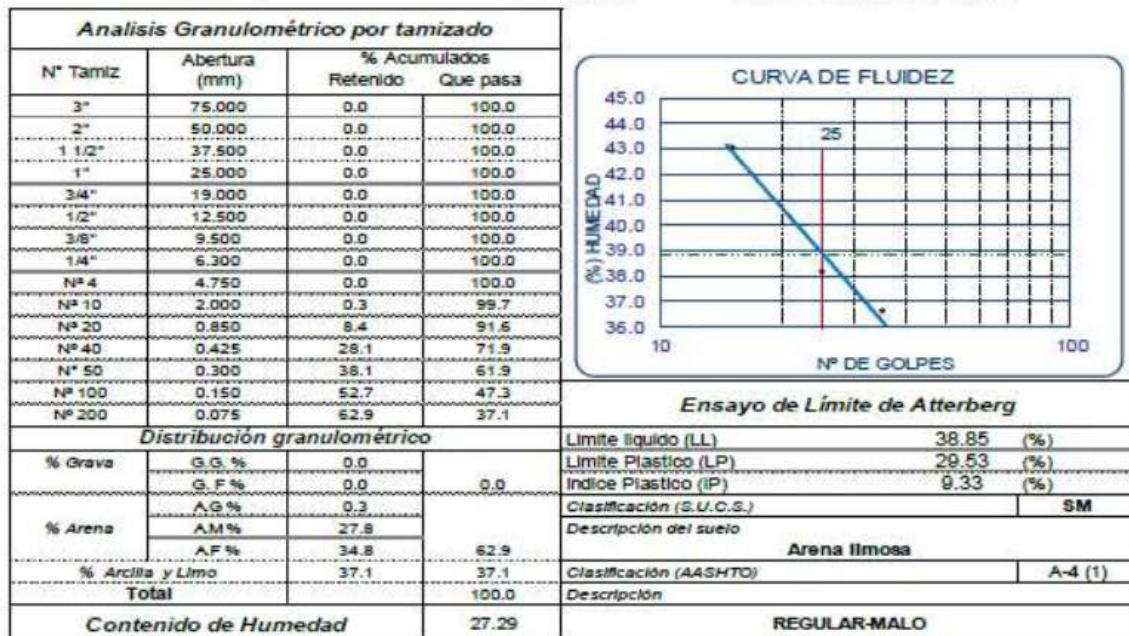 Analisis Granulométrico por tamizado
N° Tamiz Abertura (mm) % Acumulados Retenido Que pasa
3" 75.000 0.0 100.0
2" 50.000 0.0 100.0
1 1/2" 37.500 0.0 100.0
1" 25.000 0.0 100.0
3/4" 19.000 0.0 100.0
1/2" 12.500 0.0 100.0
3/8" 9.500 0.0 100.0
1/4" 6.300 0.0 100.0
Nª 4 4.750 0.0 100.0
Nª 10 2.000 0.3 99.7
Nª 20 0.850 8.4 91.6
Nº 40 0.425 28.1 71.9
N° 50 0.300 38.1 61.9
Nª 100 0.150 52.7 47.3
Nº 200 0.075 62.9 37.1
Distribución granulométrico
% Grava G.G. % 0.0
G. F % 0.0 0.0
A.G % 0.3
% Arena A.M % 27.8
A.F % 34.8 62.9
% Arcilla y Limo 37.1 37.1
Total 100.0
Contenido de Humedad 27.29
CURVA DE FLUIDEZ
(%) HUMEDAD
45.0
44.0
43.0
42.0
41.0
40.0
39.0
38.0
37.0
36.0
25
10 100
Nº DE GOLPES
Ensayo de Límite de Atterberg
Limite liquido (LL) 38.85 (%)
Limite Plastico (LP) 29.53 (%)
Indice Plastico (IP) 9.33 (%)
Clasificación (S.U.C.S.) SM
Descripción del suelo
Arena limosa
Clasificación (AASHTO) A-4 (1)
Descripción
REGULAR-MALO